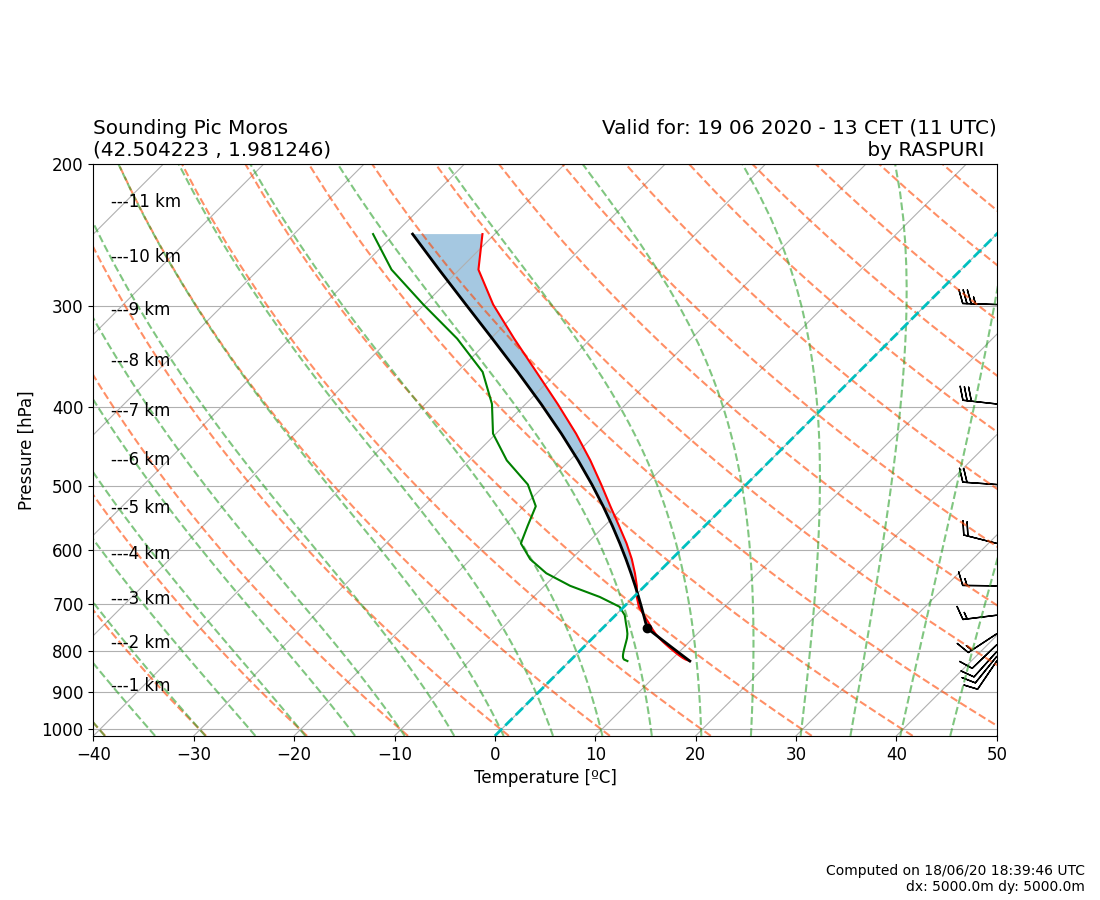 Sounding Pic Moros
(42.504223 , 1.981246)
Valid for: 19 06 2020 - 13 CET (11 UTC)
by RASPURI
200
300
400
500
600
700
800
900
1000
Pressure [hPa]
---11 km
---10 km
---9 km
---8 km
---7 km
---6 km
---5 km
---4 km
---3 km
---2 km
---1 km
−40 −30 −20 −10 0 10 20 30 40 50
Temperature [ºC]
Computed on 18/06/20 18:39:46 UTC
dx: 5000.0m dy: 5000.0m